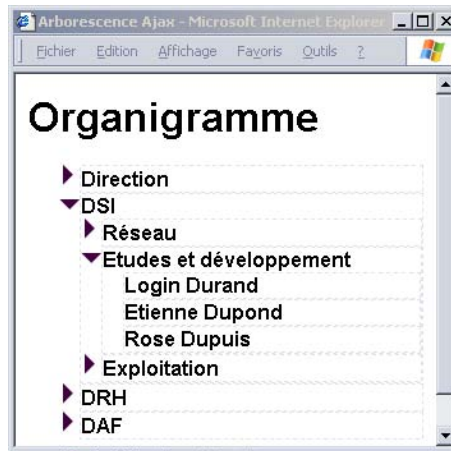 Arborescence Ajax - Microsoft Internet Explorer
Fichier Edition Affichage Favoris Outils ?
Organigramme
Direction
DSI
Réseau
Etudes et développement
Login Durand
Etienne Dupond
Rose Dupuis
Exploitation
DRH
DAF